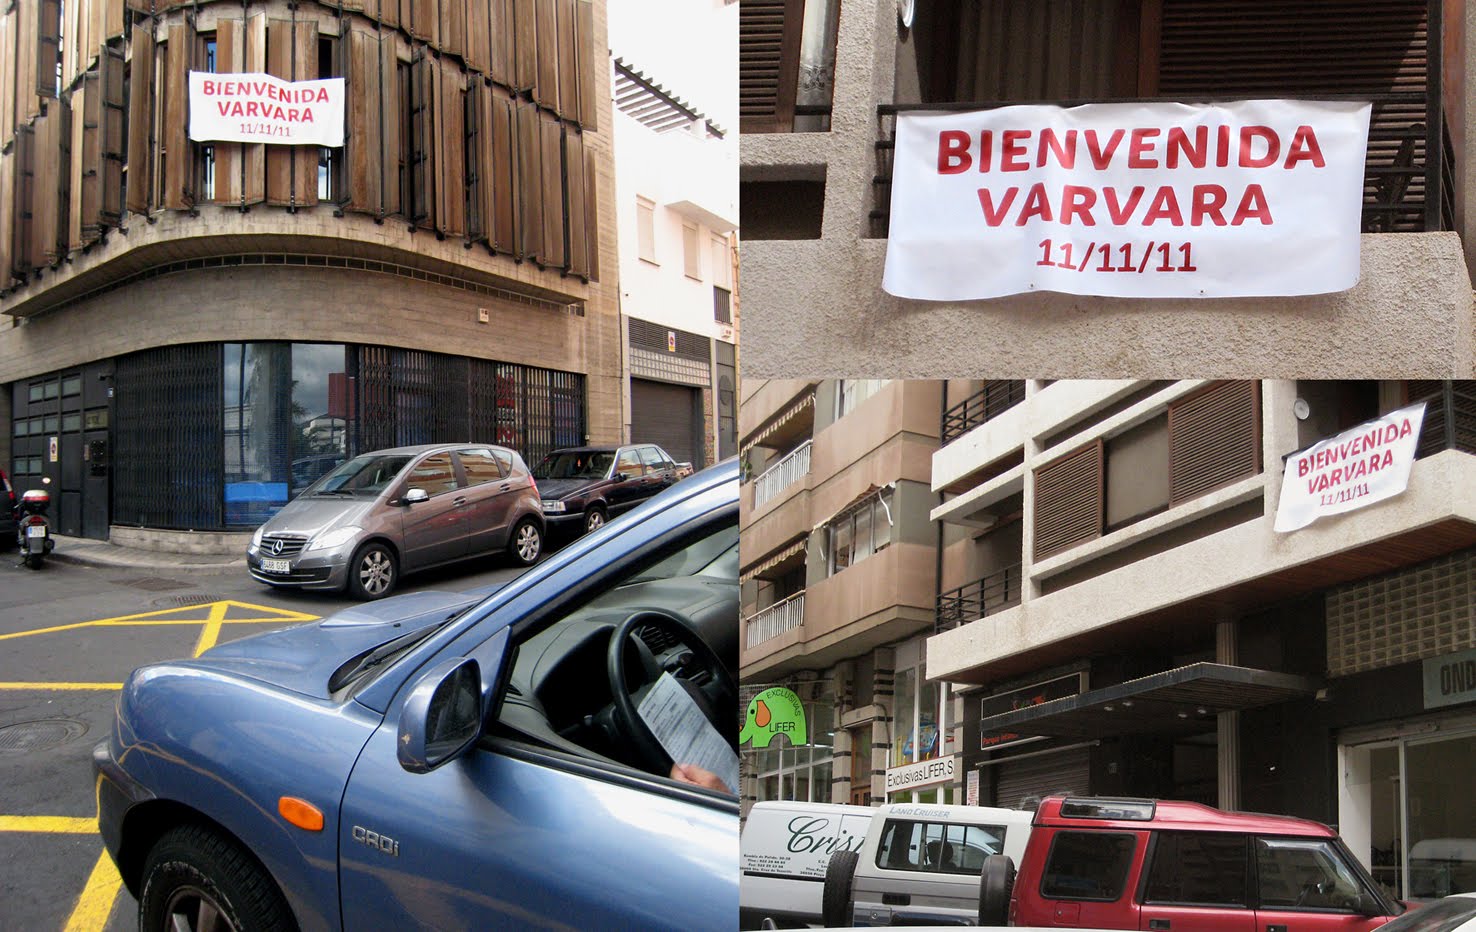 BIENVENIDA
VARVARA
11/11/11
CRDi
BIENVENIDA
VARVARA
11/11/11
BIENVENIDA
VARVARA
11/11/11
EXCLUSIVAS
LIFER
Exclusivas LIFER, S
OND
LAND CRUISER
Crist